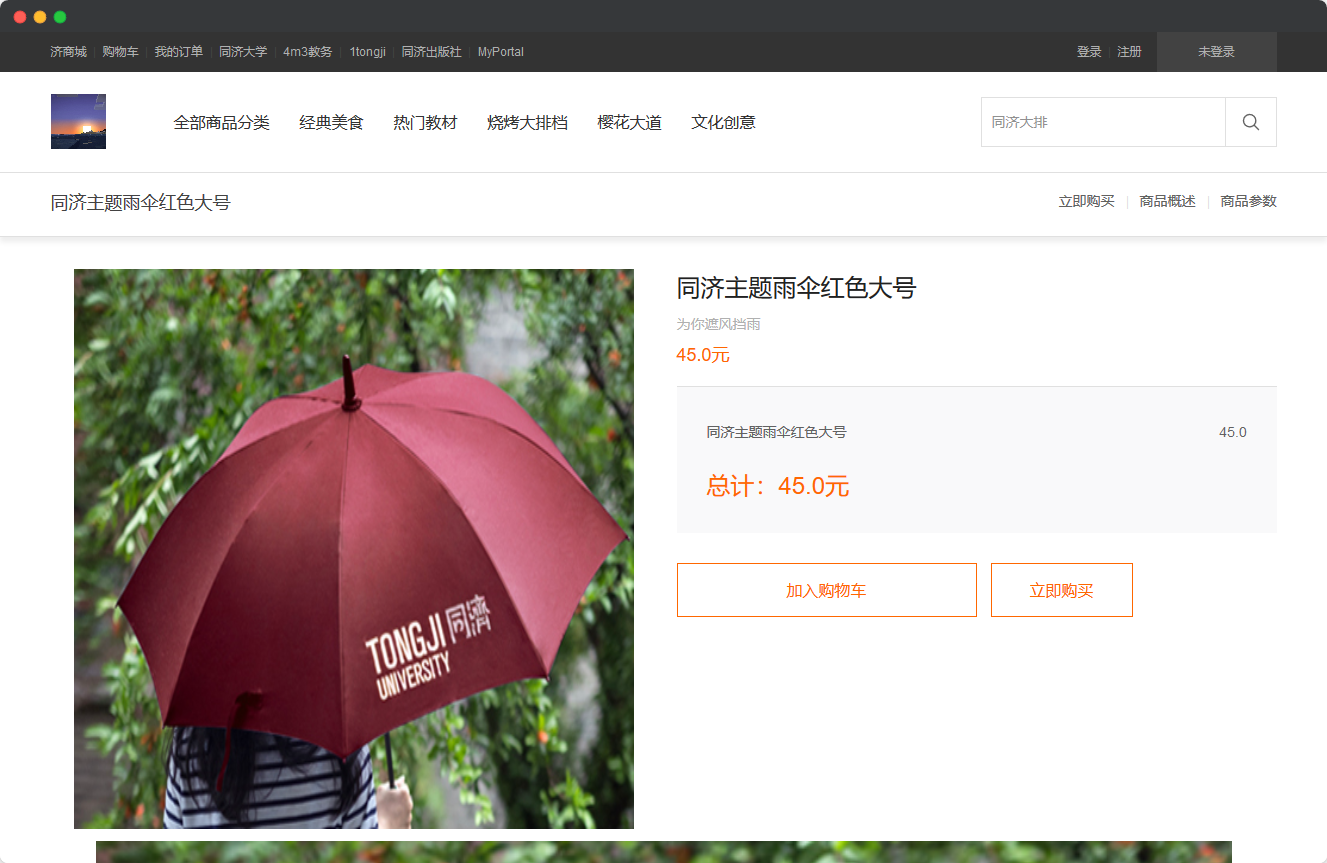 济商城 购物车 我的订单 同济大学 4m3教务 1tongji 同济出版社 MyPortal 登录 注册 未登录
全部商品分类 经典美食 热门教材 烧烤大排档 樱花大道 文化创意 同济大排
同济主题雨伞红色大号 立即购买 商品概述 商品参数
同济主题雨伞红色大号
为你遮风挡雨
45.0元
同济主题雨伞红色大号 45.0
总计：45.0元
加入购物车 立即购买
TONGJI 同濟
UNIVERSITY